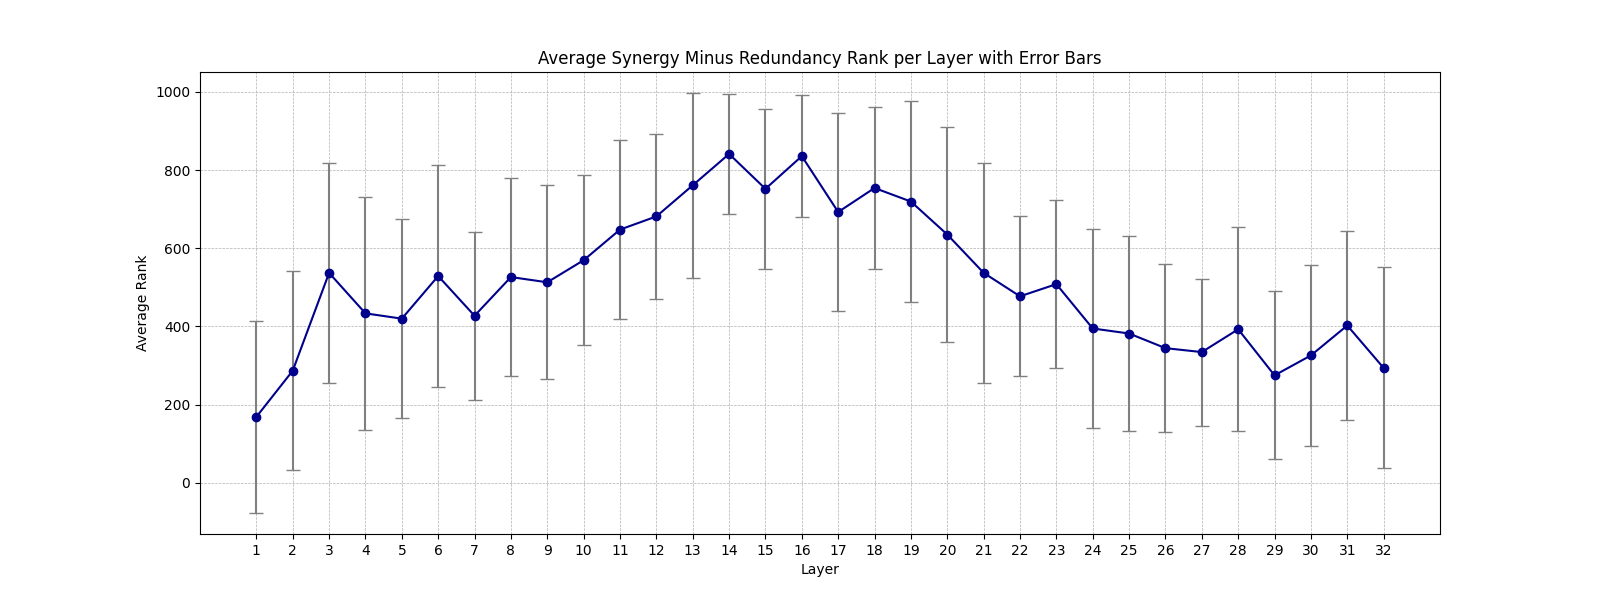 Average Synergy Minus Redundancy Rank per Layer with Error Bars
1000
800
600
400
200
0
Average Rank
1 2 3 4 5 6 7 8 9 10 11 12 13 14 15 16 17 18 19 20 21 22 23 24 25 26 27 28 29 30 31 32
Layer